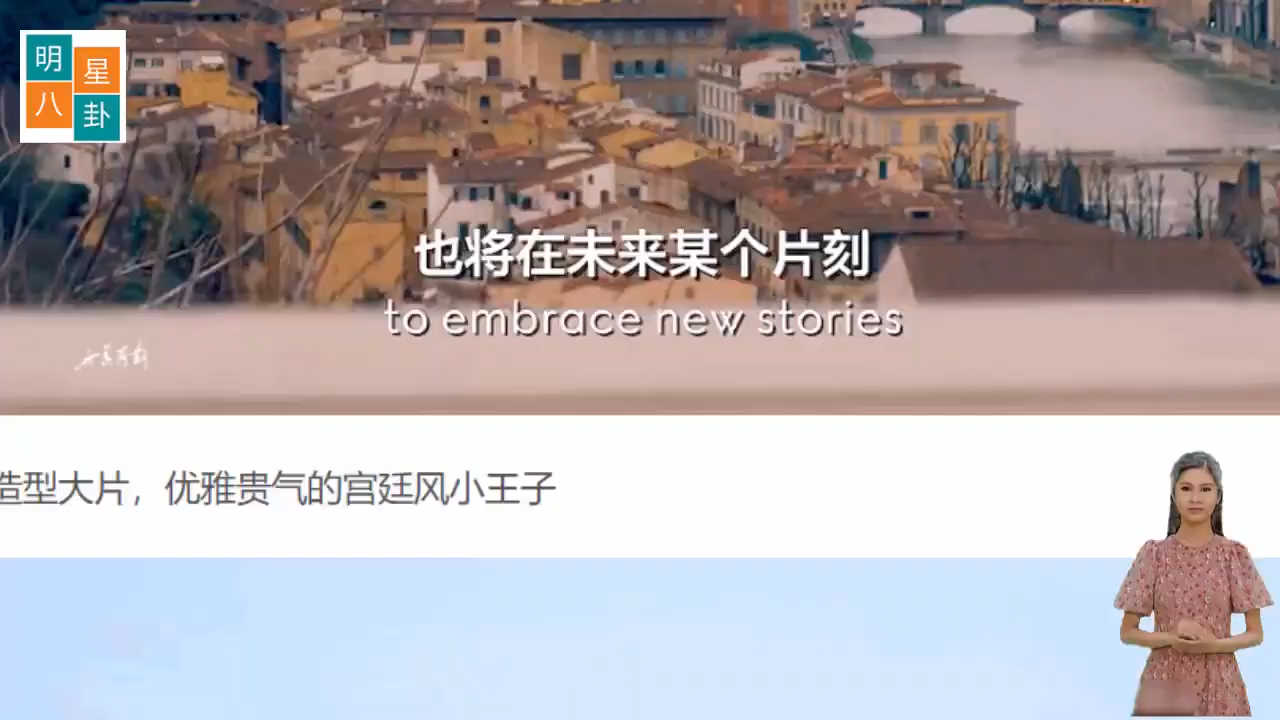 明星
八卦
也将在未来某个片刻
to embrace new stories
造型大片，优雅贵气的宫廷风小王子